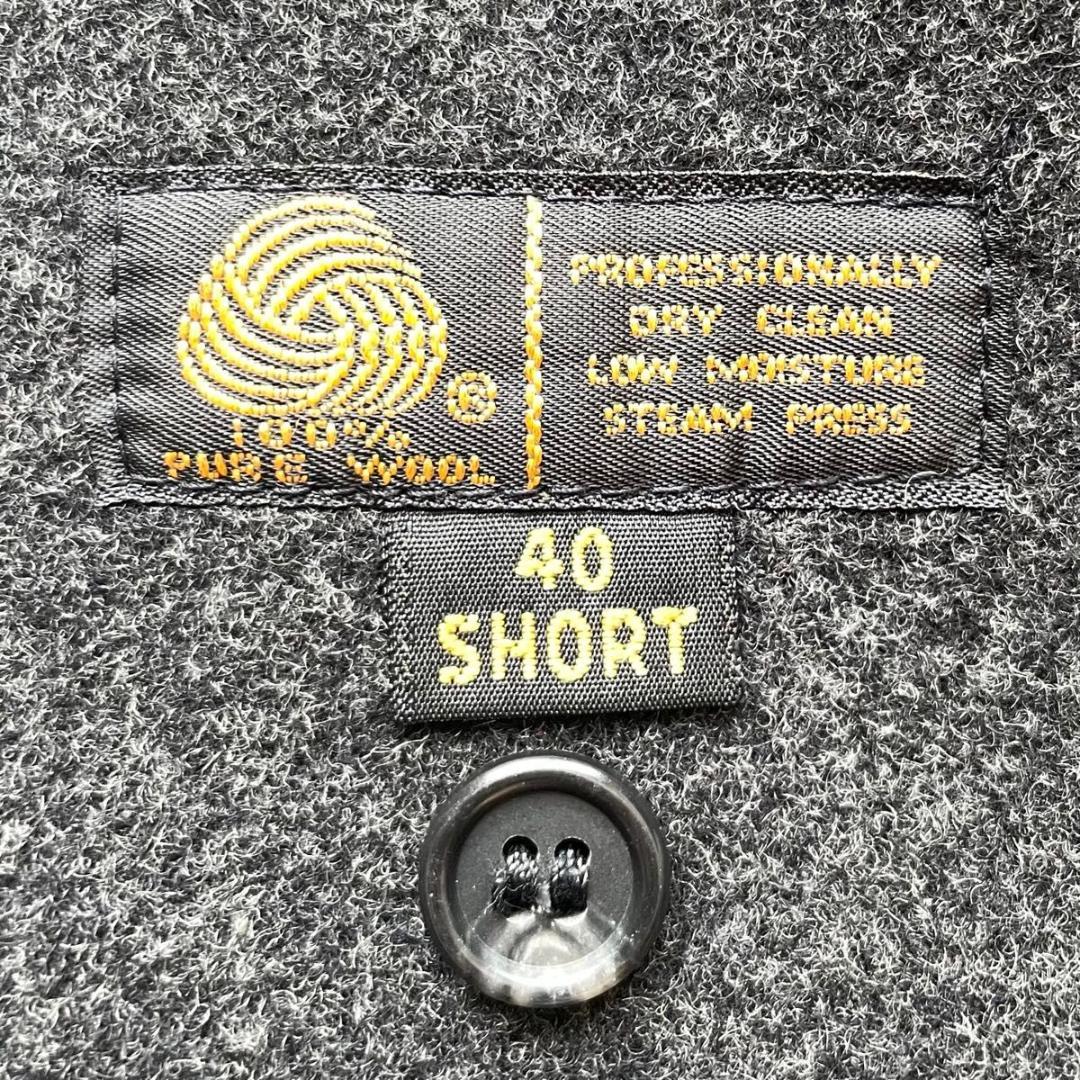 ®
100%
PURE WOOL
PROFESSIONALLY
DRY CLEAN
LOW MOISTURE
STEAM PRESS
40
SHORT